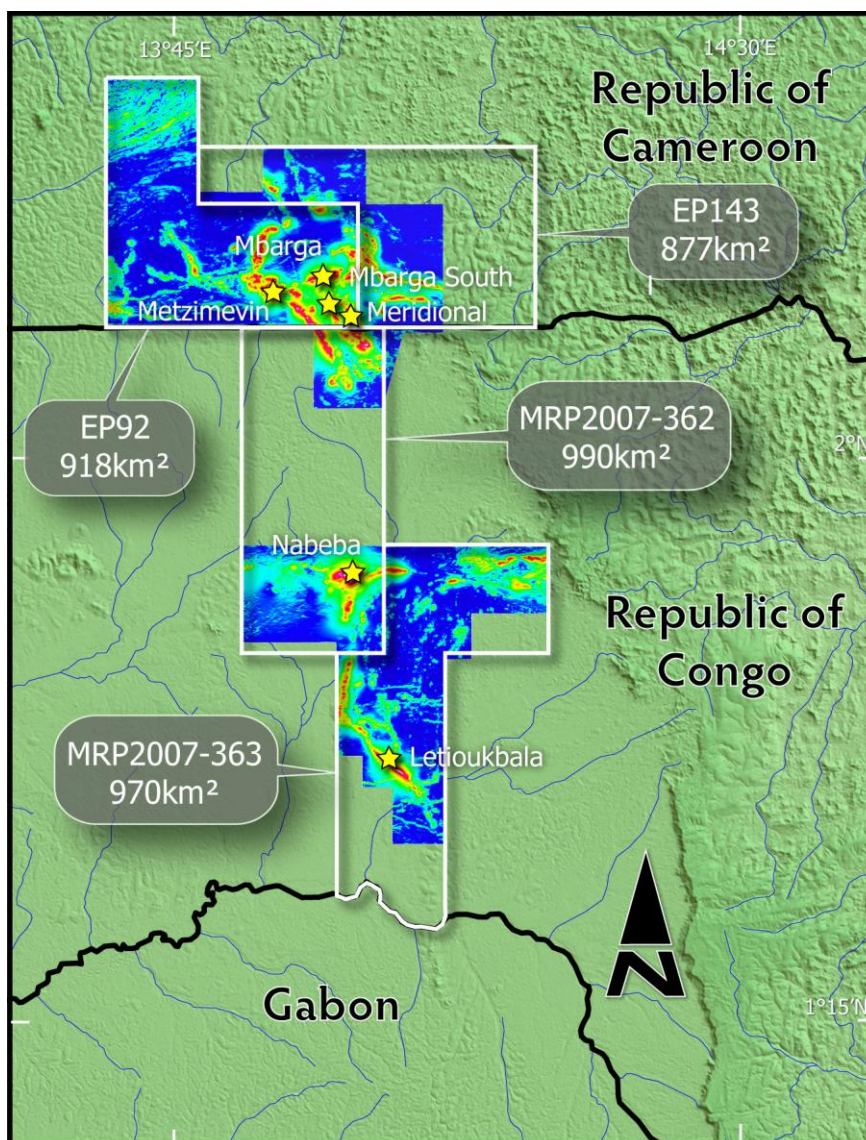 13°45'E
14°30'E
Republic of
Cameroon
EP143
877km²
Mbarga
Mbarga South
Metzimevin
Meridional
EP92
918km²
MRP2007-362
990km²
2°N
Nabeba
Republic of
Congo
MRP2007-363
970km²
Letioukbala
N
Gabon
1°15'N